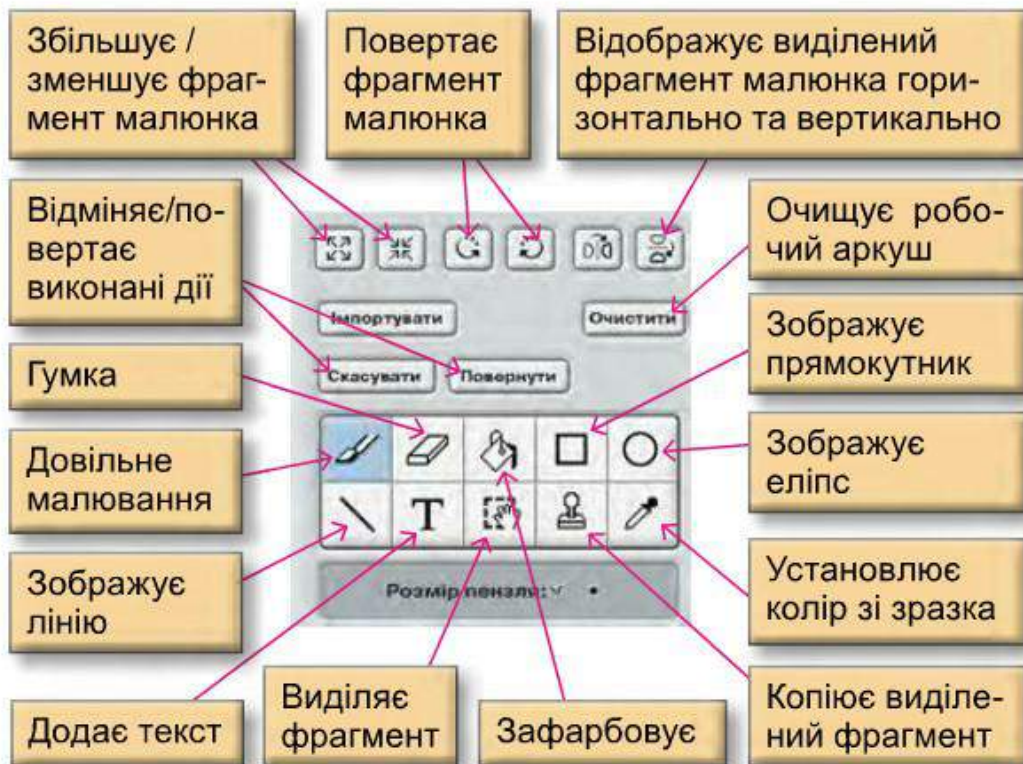 Збільшує /
зменшує фраг-
мент малюнка
Повертає
фрагмент
малюнка
Відображує виділений
фрагмент малюнка гори-
зонтально та вертикально
Відміняє/по-
вертає
виконані дії
Очищує робо-
чий аркуш
Імпортувати
Очистити
Скасувати
Повернути
Гумка
Зображує
прямокутник
Довільне
малювання
Зображує
еліпс
T
Зображує
лінію
Розмір пензля:
Установлює
колір зі зразка
Додає текст
Виділяє
фрагмент
Зафарбовує
Копіює виділе-
ний фрагмент